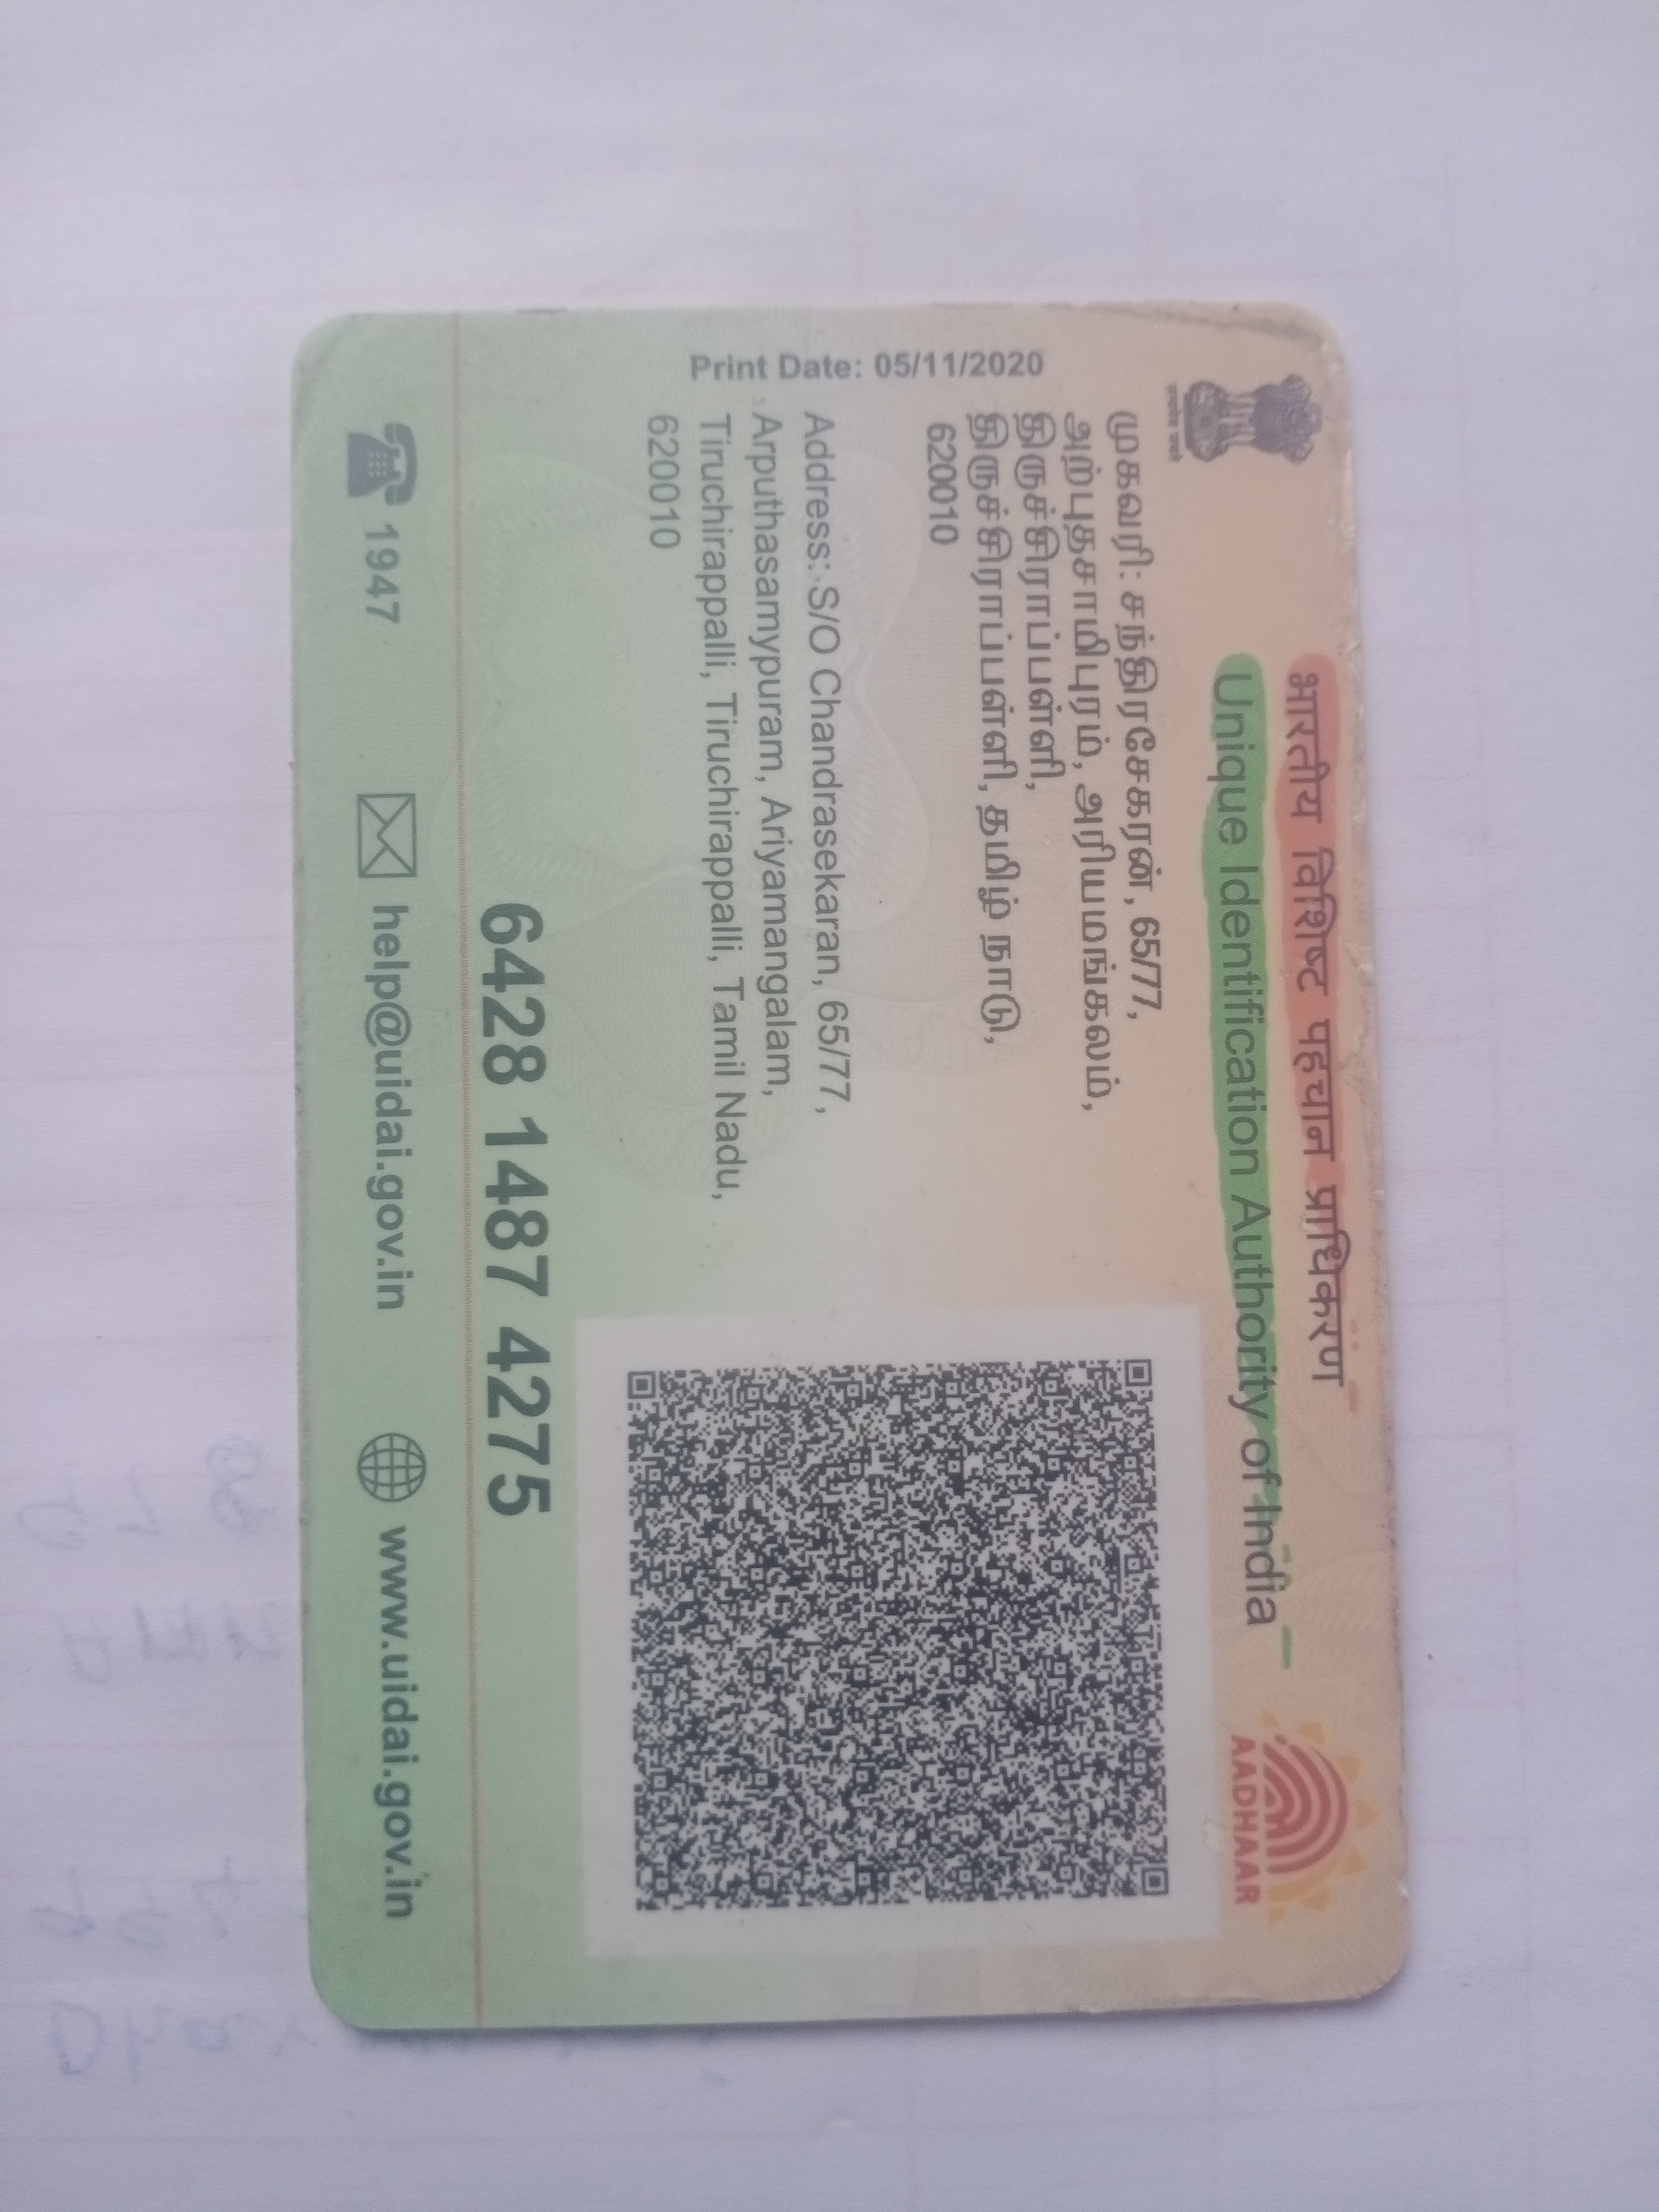 भारतीय विशिष्ट पहचान प्राधिकरण
Unique Identification Authority of India
AADHAAR
Print Date: 05/11/2020
முகவரி: சந்திரசேகரன், 65/77,
அற்புதசாமிபுரம், அரியமங்கலம்,
திருச்சிராப்பள்ளி,
திருச்சிராப்பள்ளி, தமிழ் நாடு,
620010
Address: S/O Chandrasekaran, 65/77,
Arputhasamypuram, Ariyamangalam,
Tiruchirappalli, Tiruchirappalli, Tamil Nadu,
620010
6428 1487 4275
1947
help@uidai.gov.in
www.uidai.gov.in